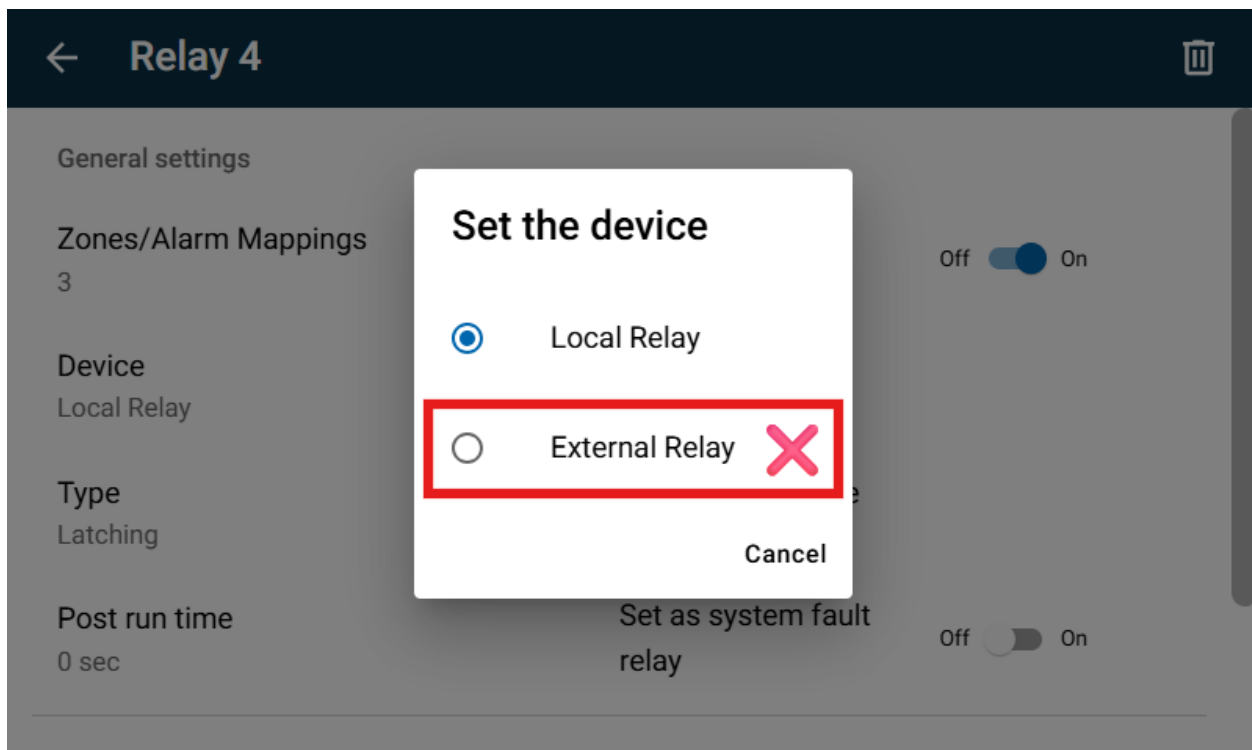 Relay 4
General settings
Zones/Alarm Mappings
3
Off On
Device
Local Relay
Type
Latching
Post run time
0 sec
Set as system fault
relay
Off On
Set the device
Local Relay
External Relay
Cancel